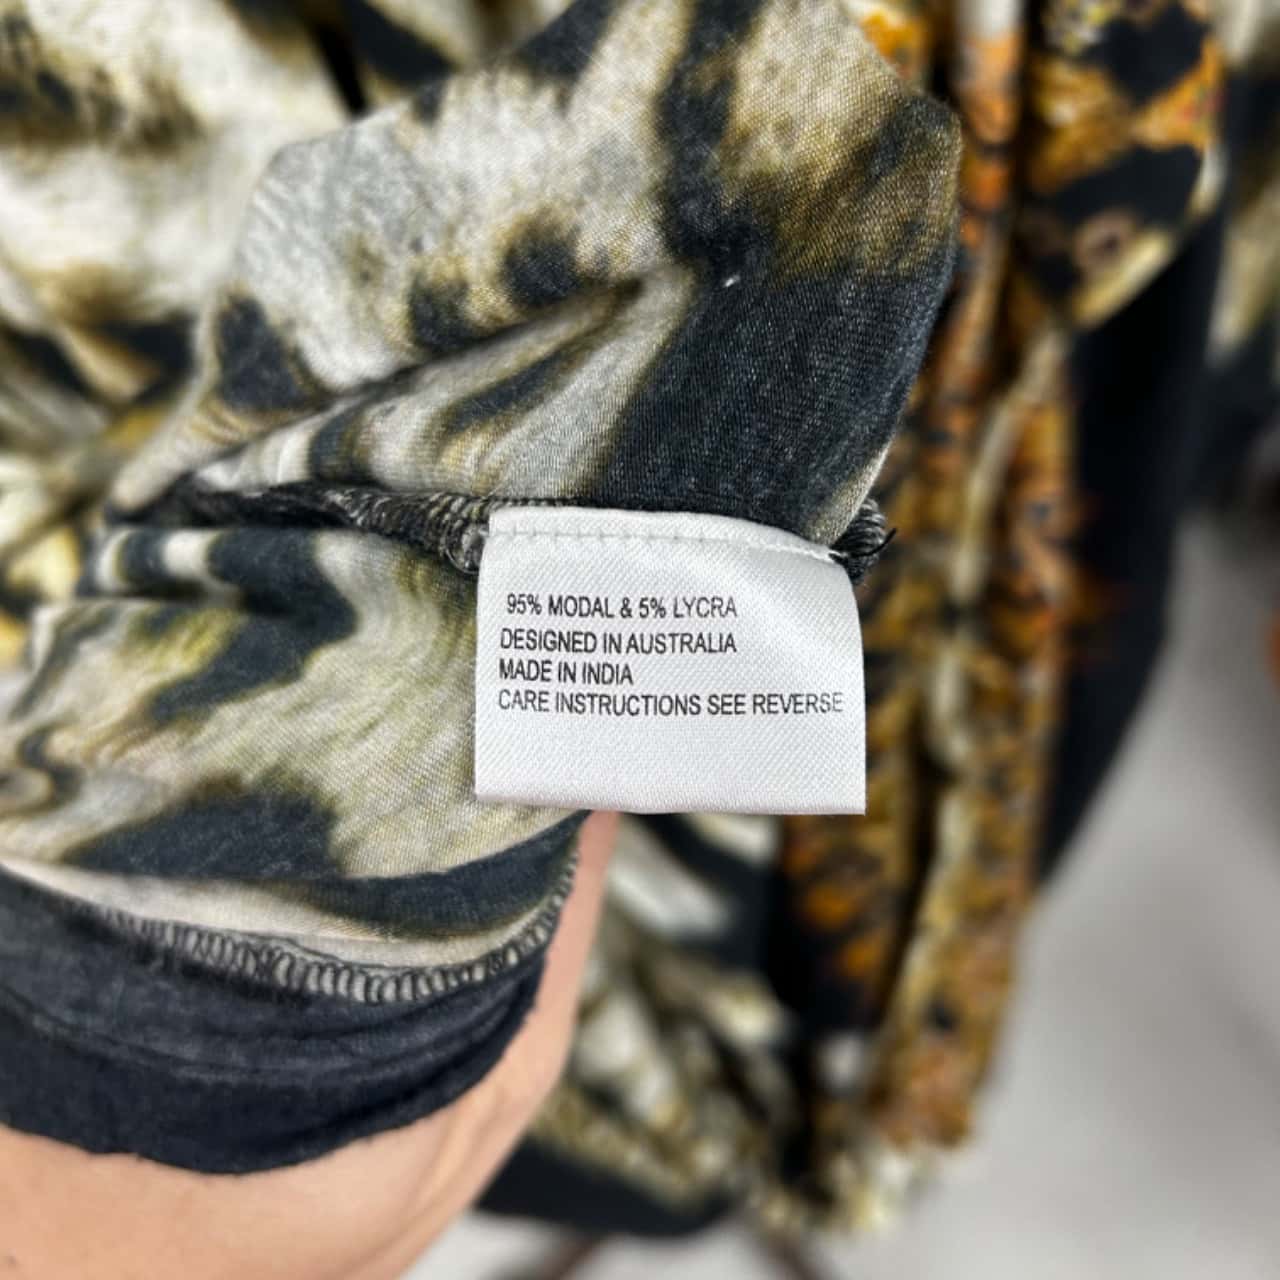 95% MODAL & 5% LYCRA
DESIGNED IN AUSTRALIA
MADE IN INDIA
CARE INSTRUCTIONS SEE REVERSE